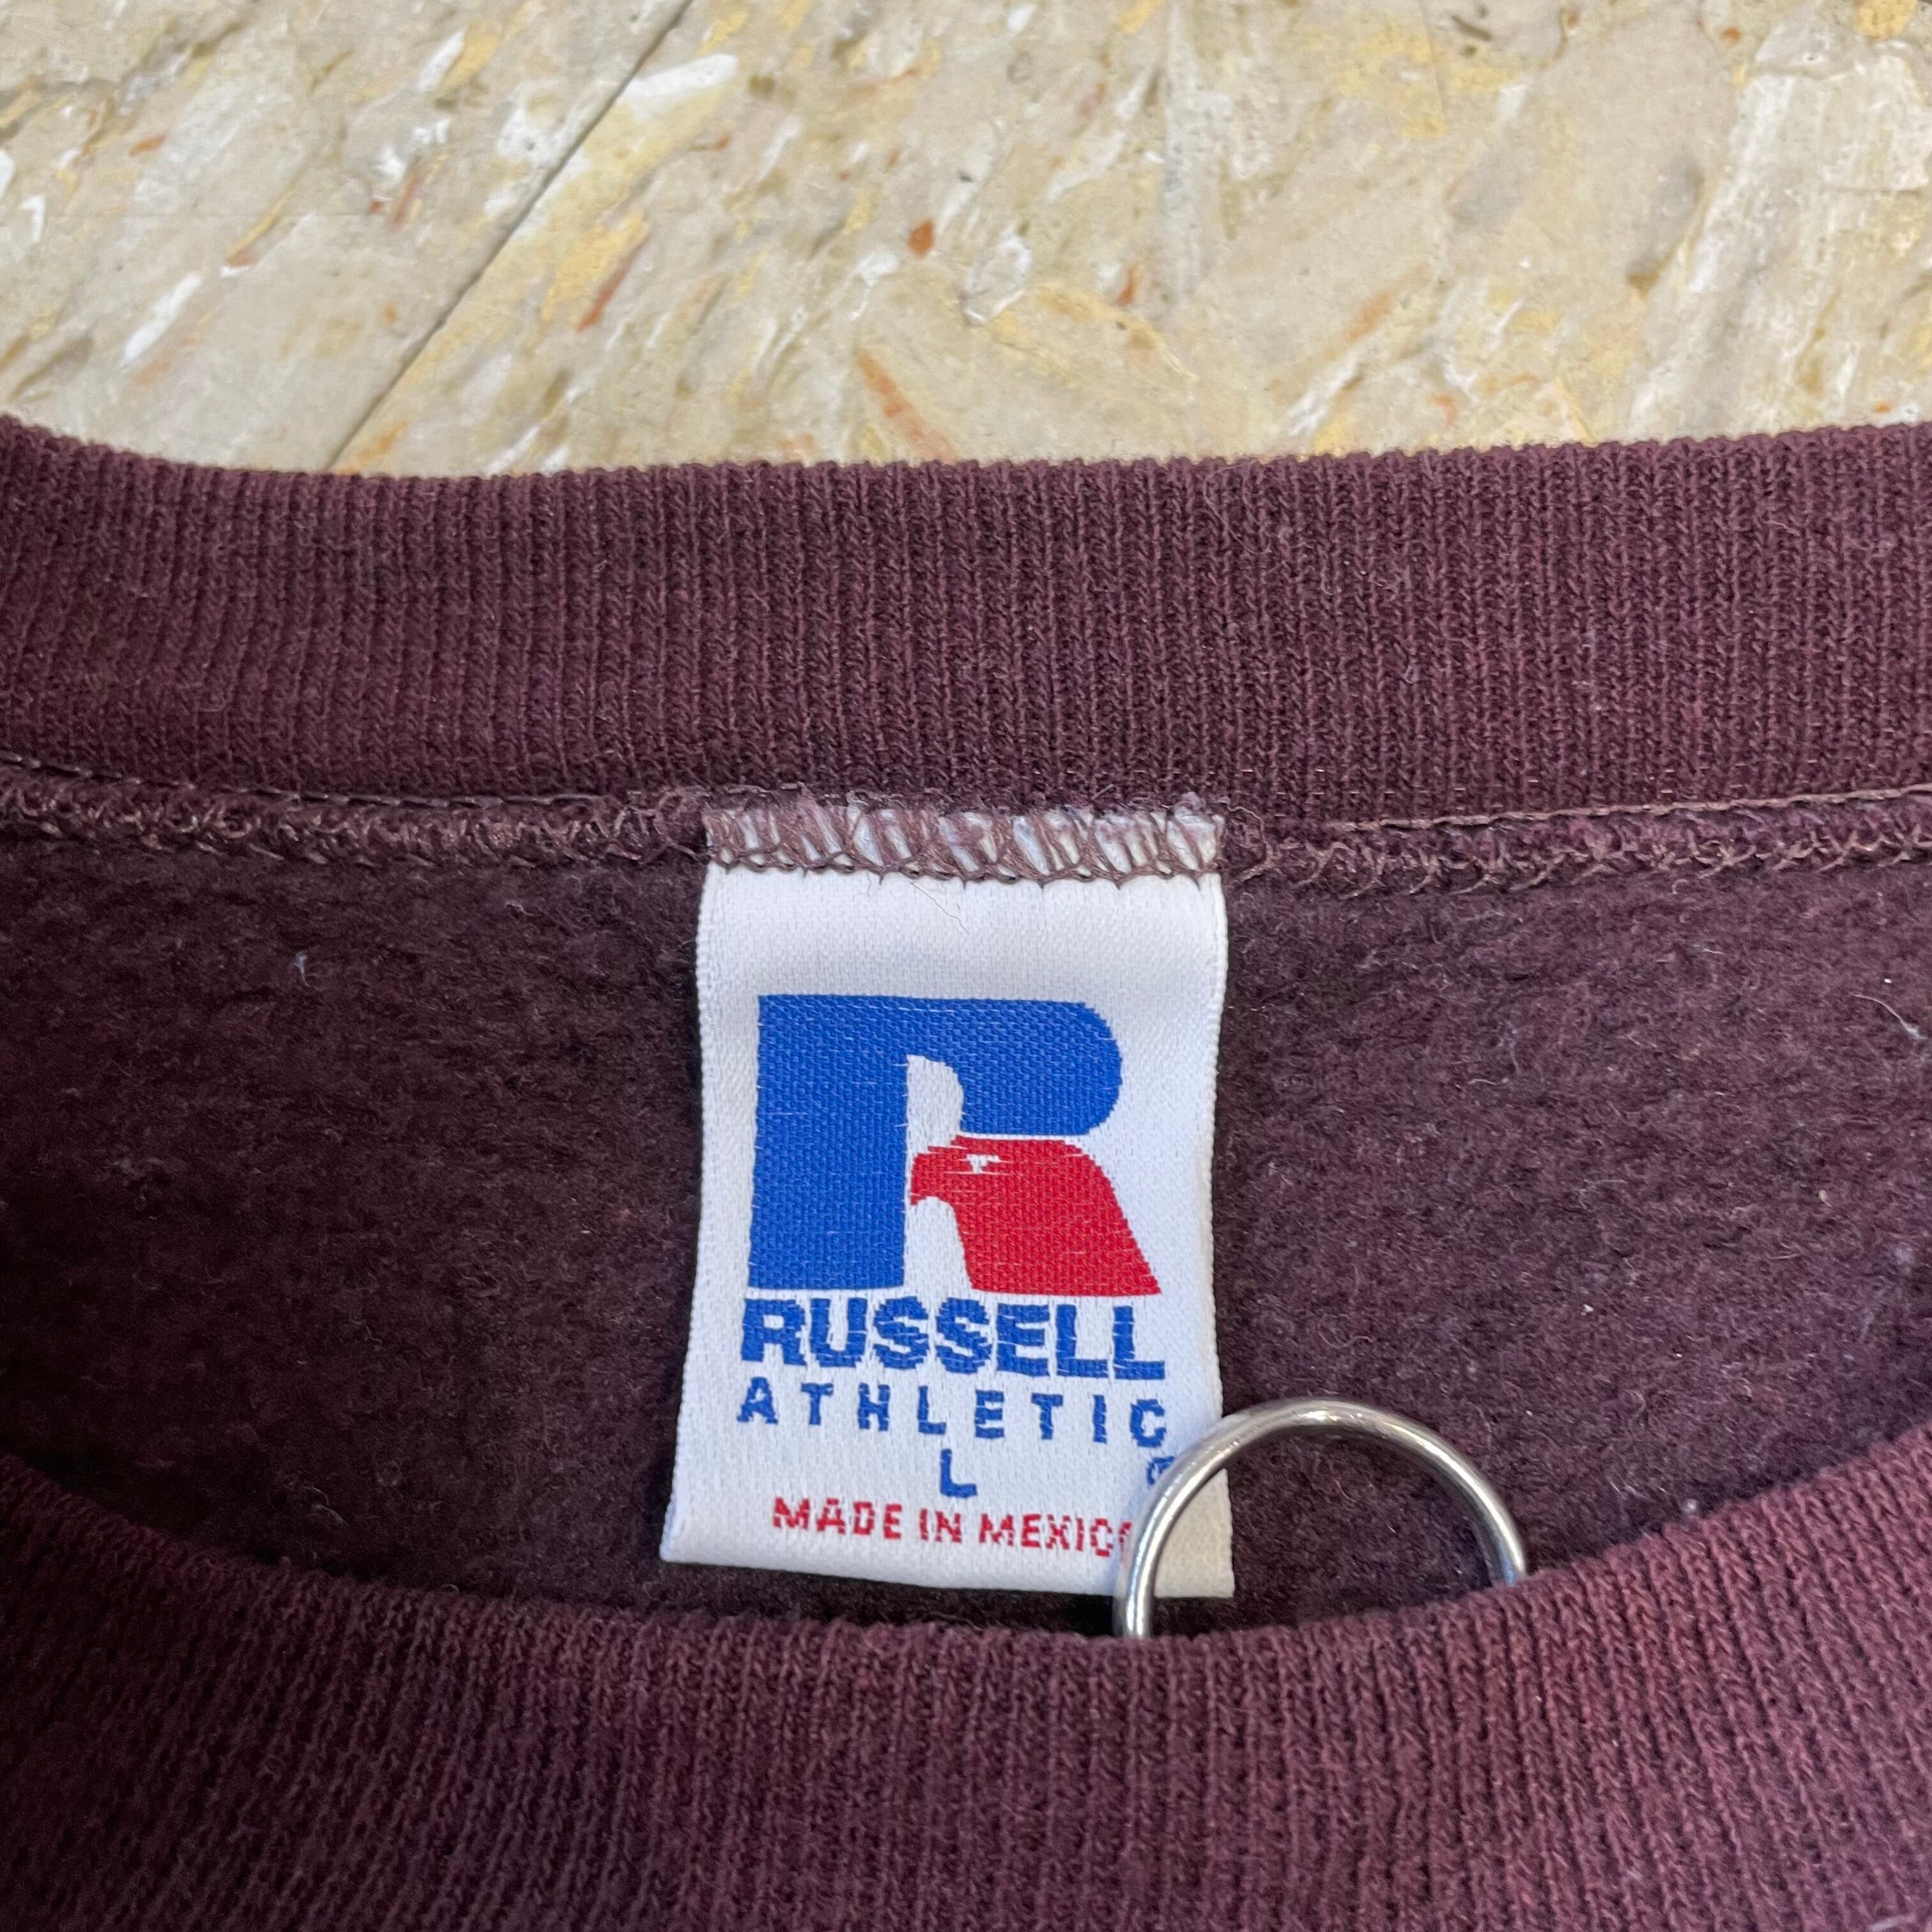 R
RUSSELL
ATHLETIC
L ®
MADE IN MEXICO